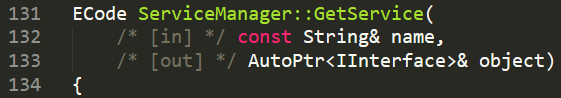 131 ECode ServiceManager::GetService(
132     /* [in] */ const String& name,
133     /* [out] */ AutoPtr<IInterface>& object)
134 {